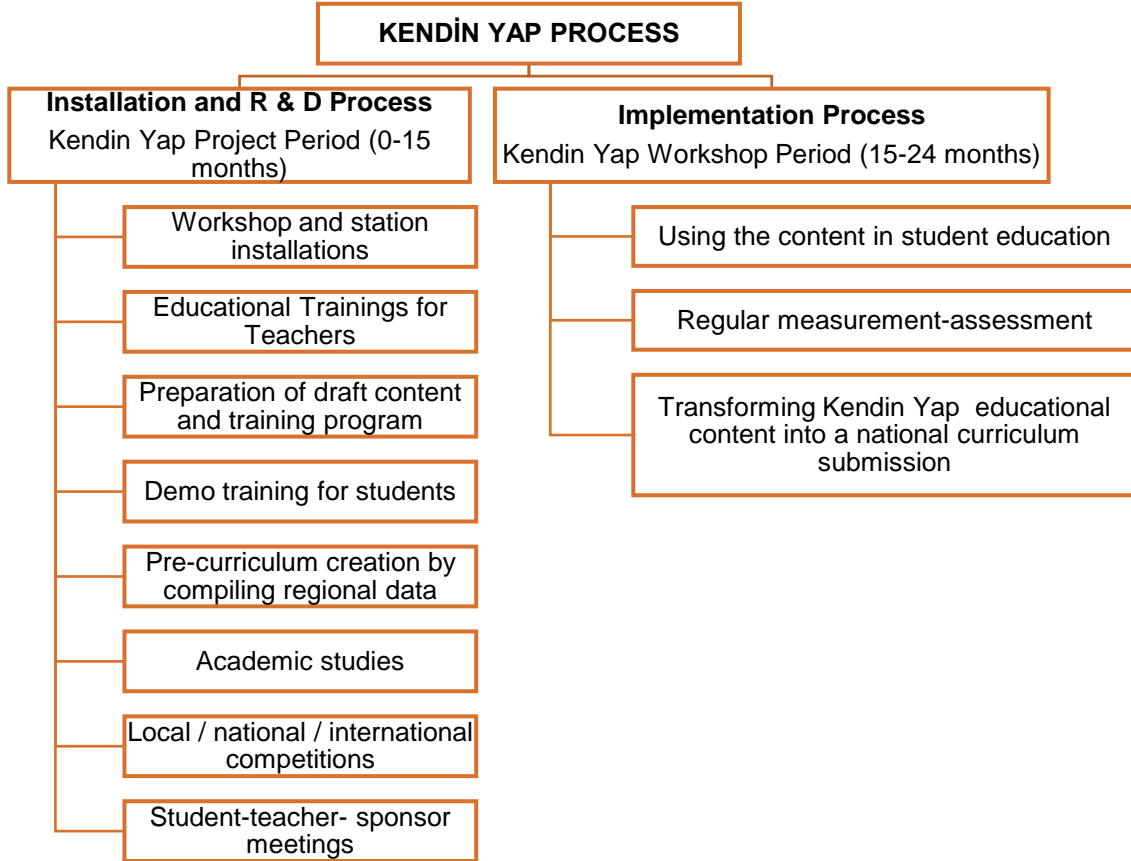 KENDİN YAP PROCESS
Installation and R & D Process
Kendin Yap Project Period (0-15
months)
Workshop and station
installations
Educational Trainings for
Teachers
Preparation of draft content
and training program
Demo training for students
Pre-curriculum creation by
compiling regional data
Academic studies
Local / national / international
competitions
Student-teacher- sponsor
meetings
Implementation Process
Kendin Yap Workshop Period (15-24 months)
Using the content in student education
Regular measurement-assessment
Transforming Kendin Yap  educational
content into a national curriculum
submission